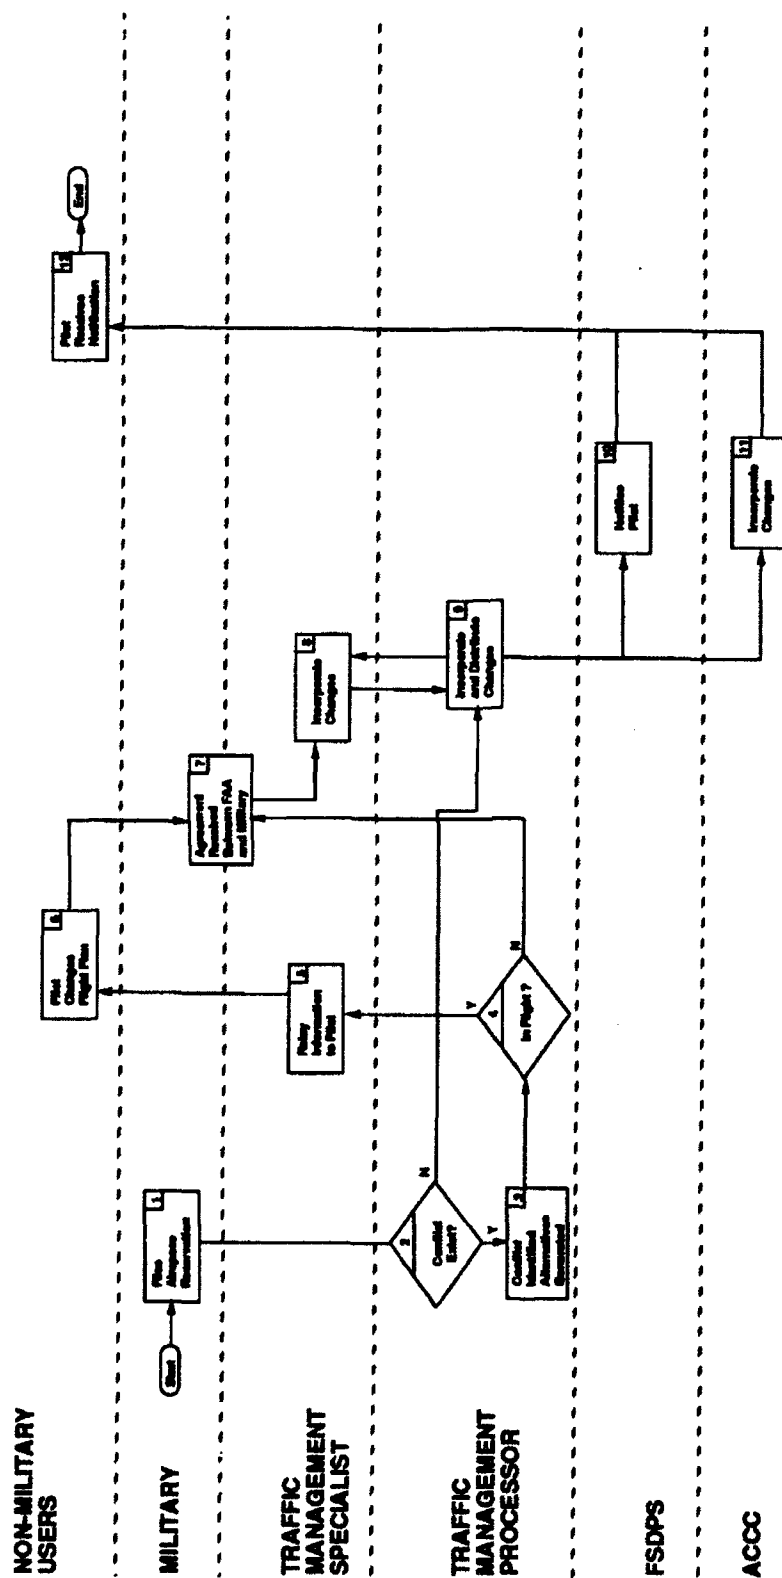 NON-MILITARY
USERS
MILITARY
TRAFFIC
MANAGEMENT
SPECIALIST
TRAFFIC
MANAGEMENT
PROCESSOR
FSDPS
ACCC
Start
1
Files
Airspace
Reservation
2
Conflict
Exist?
N
Y
3
Conflict
Identified
Alternatives
Generated
4
In Flight ?
Y
N
5
Relay
Information
to Pilot
6
Pilot
Changes
Flight Plan
7
Agreement
Reached
Between FAA
and Military
8
Incorporate
Changes
9
Incorporate
and Distribute
Changes
10
Notifies
Pilot
11
Incorporate
Changes
12
Pilot
Receives
Notification
End